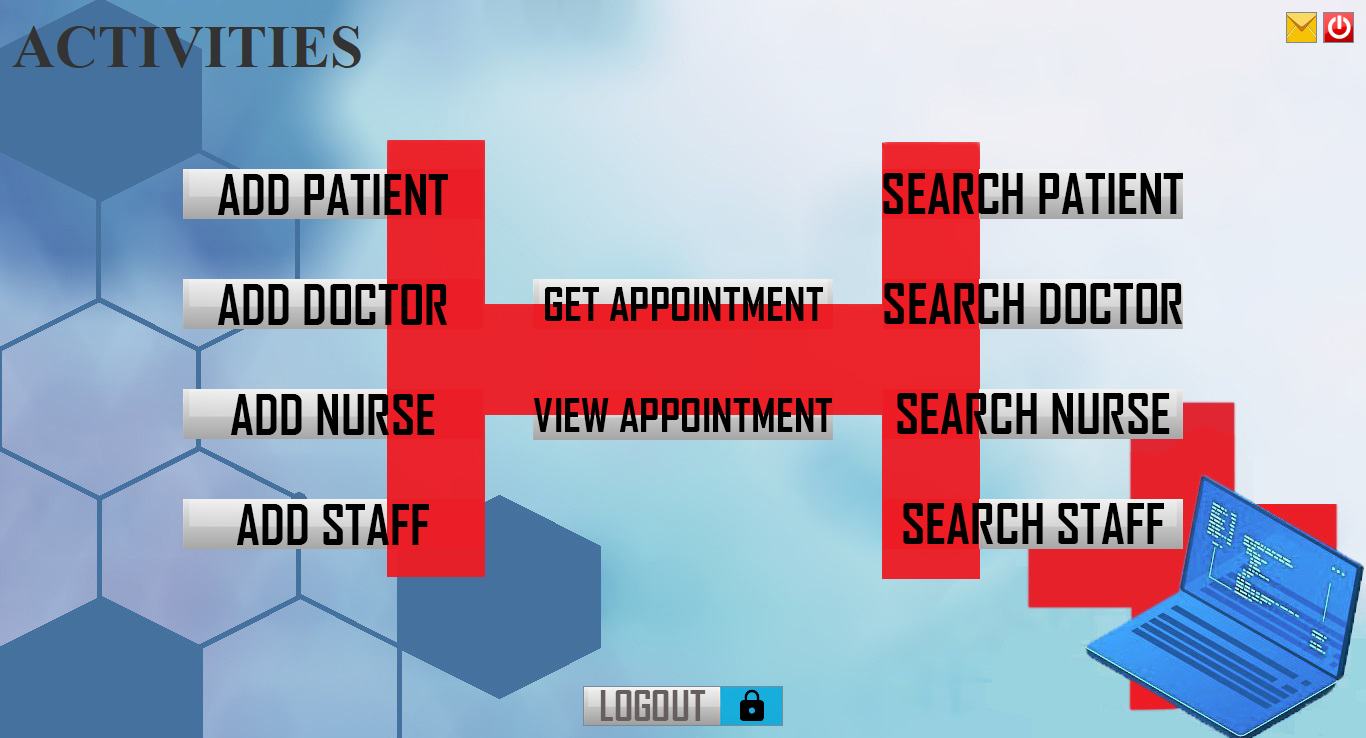 ACTIVITIES
ADD PATIENT
SEARCH PATIENT
ADD DOCTOR
GET APPOINTMENT
SEARCH DOCTOR
ADD NURSE
VIEW APPOINTMENT
SEARCH NURSE
ADD STAFF
SEARCH STAFF
LOGOUT